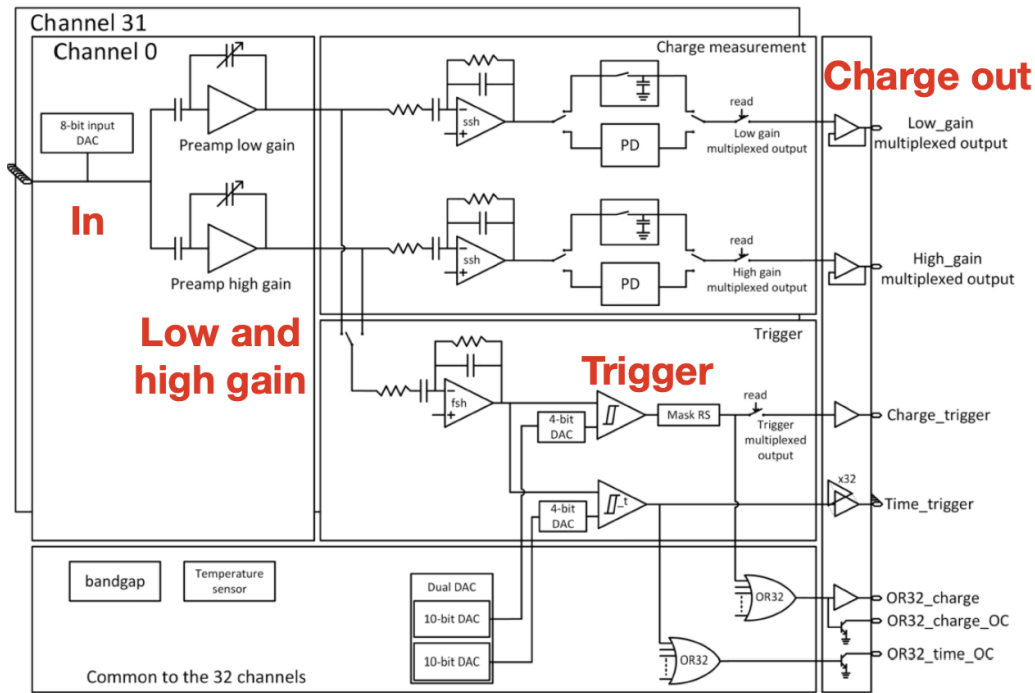 Channel 31
Channel 0
8-bit input
DAC
In
Preamp low gain
Preamp high gain
Low and
high gain
Charge measurement
ssh
PD
read
Low gain
multiplexed output
ssh
PD
read
High gain
multiplexed output
Charge out
Low_gain
multiplexed output
High_gain
multiplexed output
Trigger
Trigger
fsh
4-bit
DAC
Mask RS
read
Trigger
multiplexed
output
Charge_trigger
4-bit
DAC
_t
x32
Time_trigger
bandgap
Temperature
sensor
Dual DAC
10-bit DAC
10-bit DAC
OR32
OR32
OR32_charge
OR32_charge_OC
OR32_time_OC
Common to the 32 channels